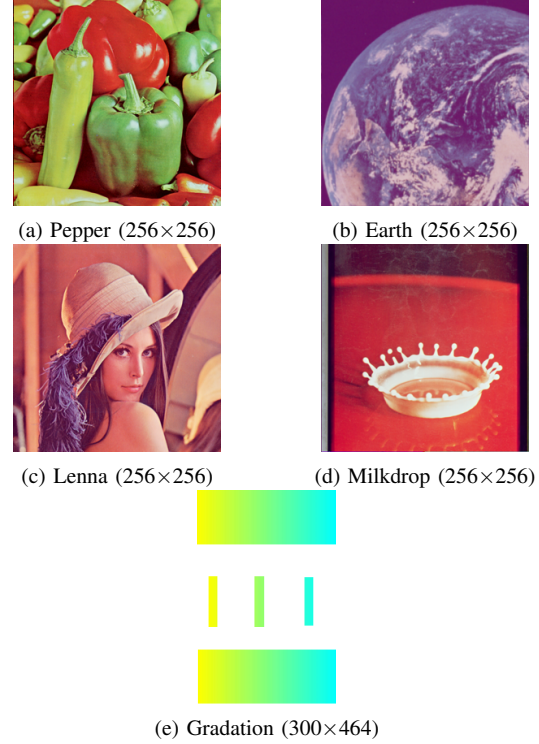 (a) Pepper (256×256)
(b) Earth (256×256)
(c) Lenna (256×256)
(d) Milkdrop (256×256)
(e) Gradation (300×464)